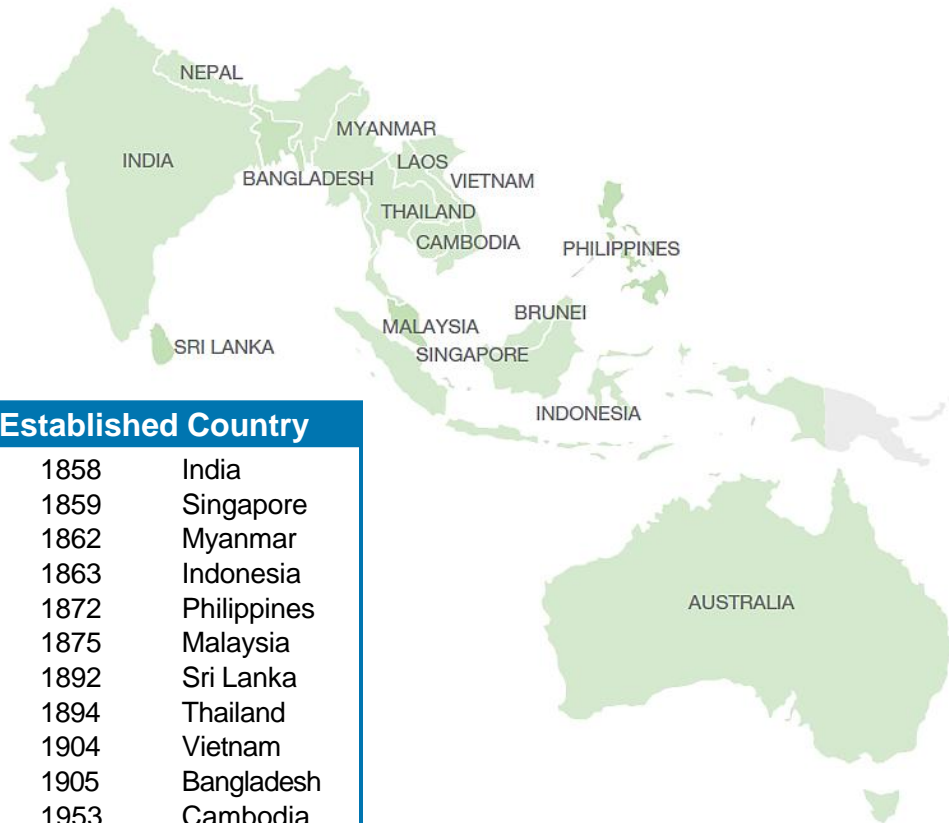 NEPAL
MYANMAR
INDIA
LAOS
BANGLADESH
VIETNAM
THAILAND
CAMBODIA
PHILIPPINES
BRUNEI
MALAYSIA
SRI LANKA
SINGAPORE
INDONESIA
AUSTRALIA
Established Country
1858 India
1859 Singapore
1862 Myanmar
1863 Indonesia
1872 Philippines
1875 Malaysia
1892 Sri Lanka
1894 Thailand
1904 Vietnam
1905 Bangladesh
1953 Cambodia